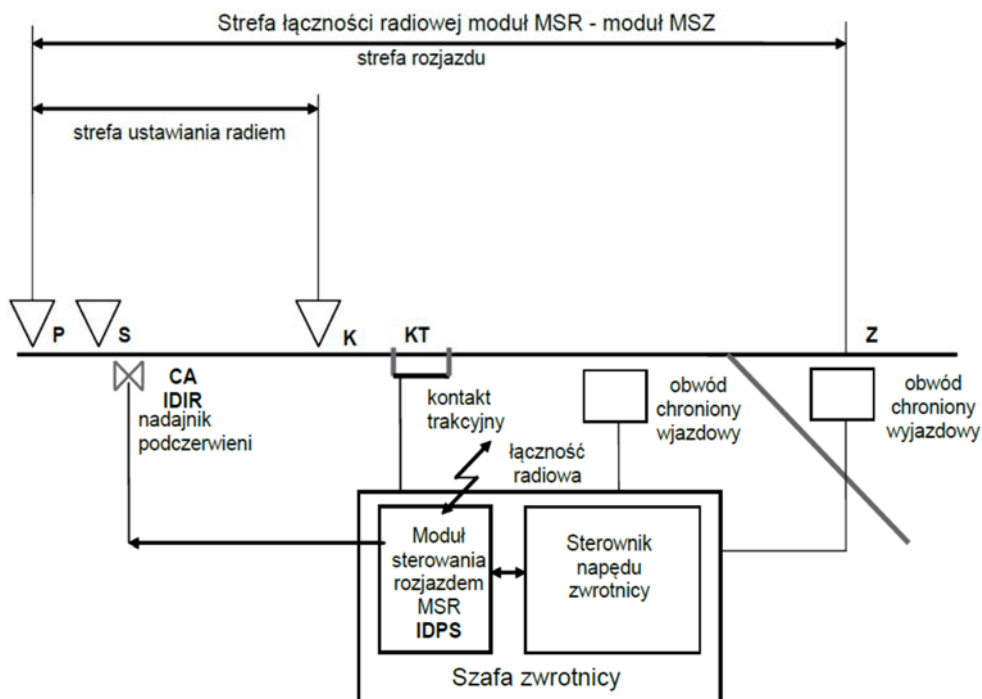 Strefa łączności radiowej moduł MSR - moduł MSZ
strefa rozjazdu
strefa ustawiania radiem
P
S
K
KT
Z
CA
IDIR
nadajnik
podczerwieni
kontakt
trakcyjny
łączność
radiowa
obwód
chroniony
wjazdowy
obwód
chroniony
wyjazdowy
Moduł
sterowania
rozjazdem
MSR
IDPS
Sterownik
napędu
zwrotnicy
Szafa zwrotnicy